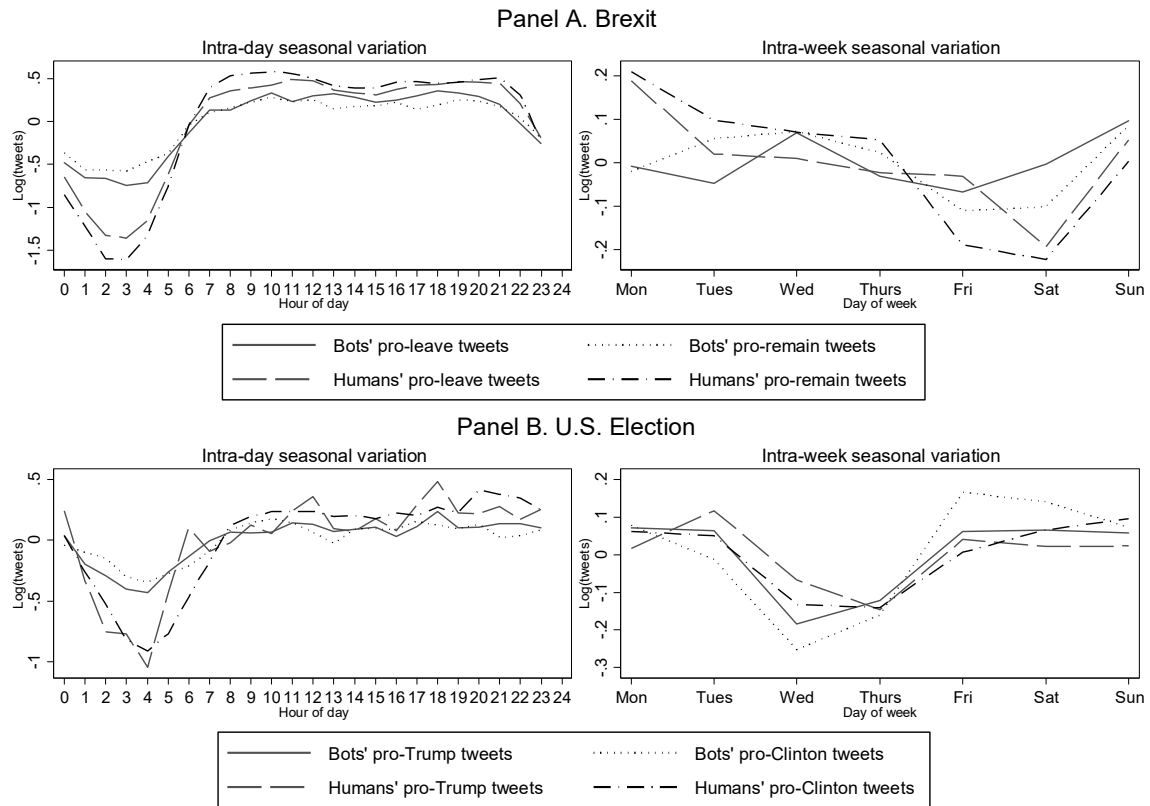 Panel A. Brexit
Intra-day seasonal variation
Log(tweets)
.5
0
-.5
-1
-1.5
0 1 2 3 4 5 6 7 8 9 10 11 12 13 14 15 16 17 18 19 20 21 22 23 24
Hour of day
Intra-week seasonal variation
Log(tweets)
.2
.1
0
-.1
-.2
Mon Tues Wed Thurs Fri Sat Sun
Day of week
Bots' pro-leave tweets
Bots' pro-remain tweets
Humans' pro-leave tweets
Humans' pro-remain tweets
Panel B. U.S. Election
Intra-day seasonal variation
Log(tweets)
.5
0
-.5
-1
0 1 2 3 4 5 6 7 8 9 10 11 12 13 14 15 16 17 18 19 20 21 22 23 24
Hour of day
Intra-week seasonal variation
Log(tweets)
.2
.1
0
-.1
-.2
-.3
Mon Tues Wed Thurs Fri Sat Sun
Day of week
Bots' pro-Trump tweets
Bots' pro-Clinton tweets
Humans' pro-Trump tweets
Humans' pro-Clinton tweets